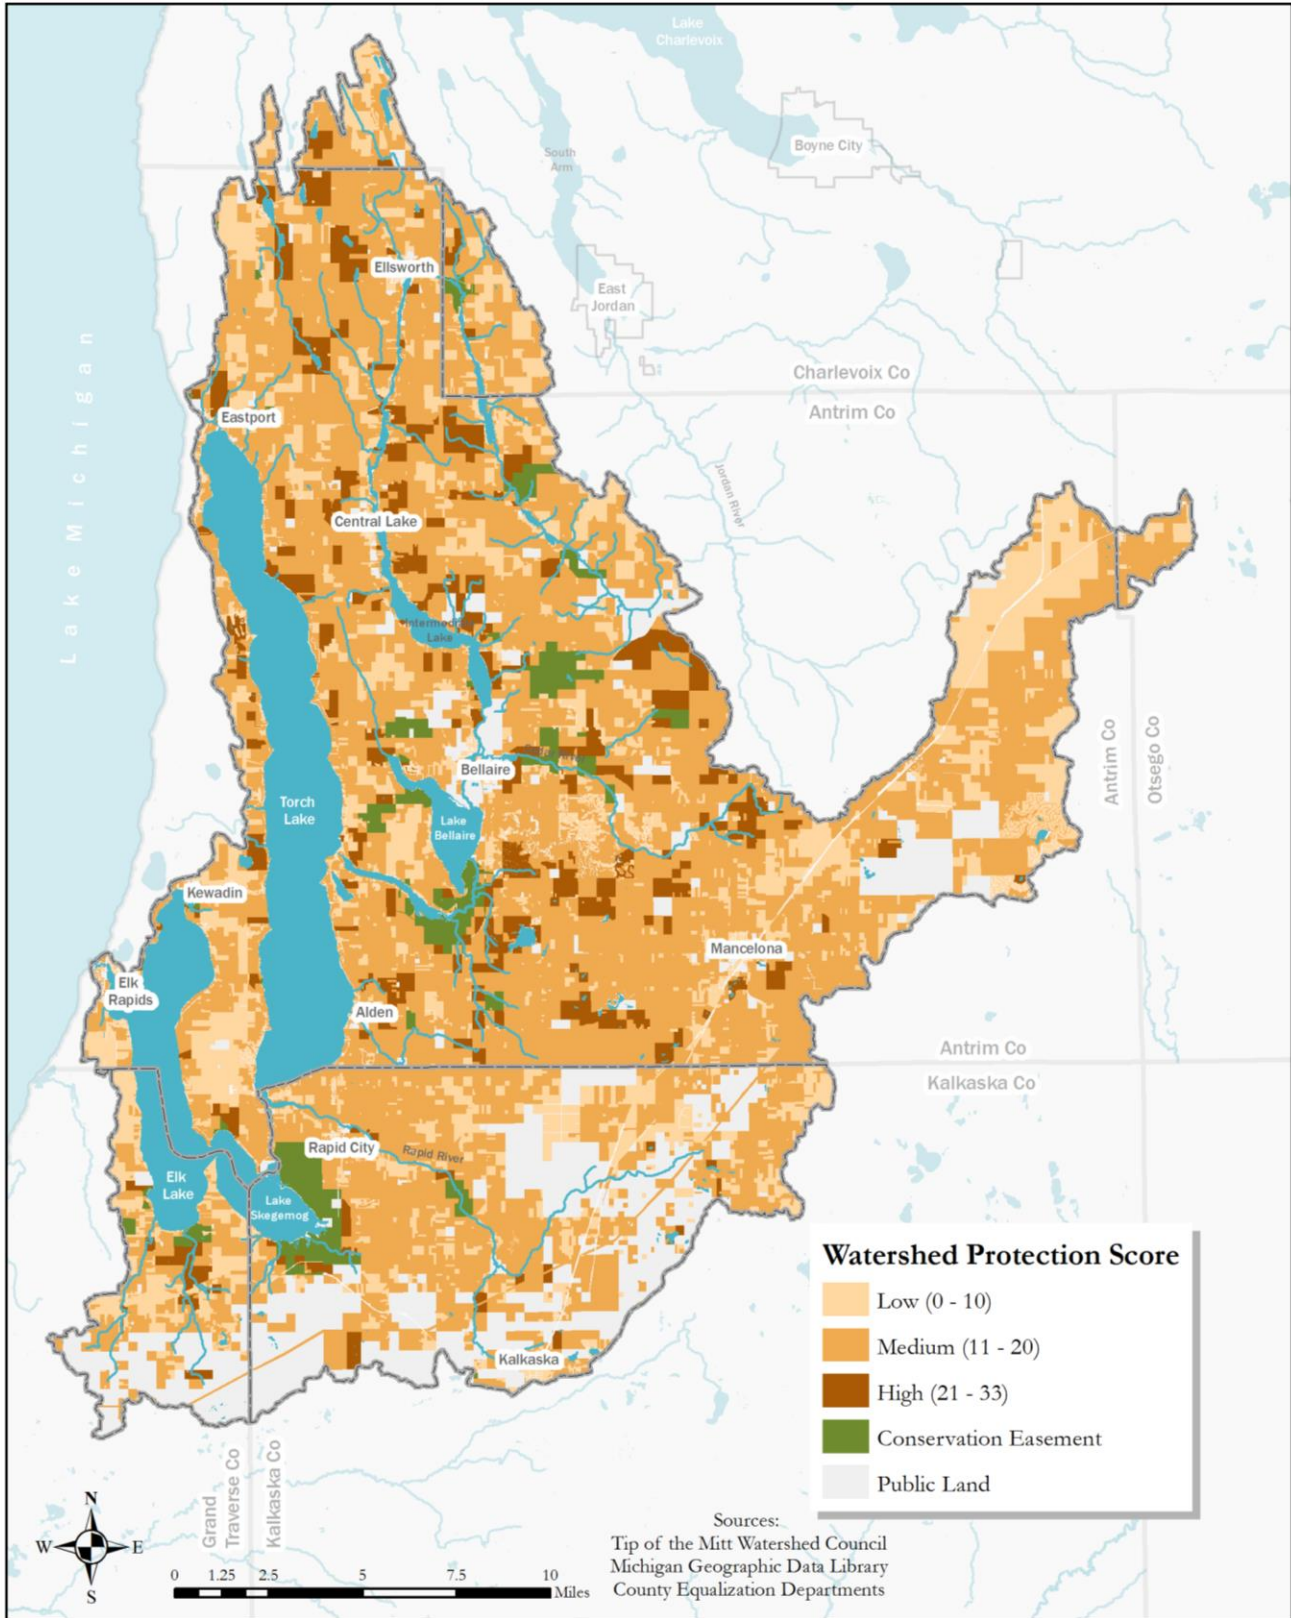 Lake
Charlevoix
Boyne City
South
Arm
Ellsworth
East
Jordan
Lake Michigan
Charlevoix Co
Antrim Co
Eastport
Jordan River
Central Lake
Intermediate
Lake
Antrim Co
Otsego Co
Bellaire
Torch
Lake
Lake
Bellaire
Kewadin
Mancelona
Elk
Rapids
Alden
Antrim Co
Kalkaska Co
Rapid City
Rapid River
Elk
Lake
Lake
Skegemog
Kalkaska
Watershed Protection Score
Low (0 - 10)
Medium (11 - 20)
High (21 - 33)
Conservation Easement
Public Land
Grand
Traverse Co
Kalkaska Co
N
W
E
S
0 1.25 2.5 5 7.5 10
Miles
Sources:
Tip of the Mitt Watershed Council
Michigan Geographic Data Library
County Equalization Departments